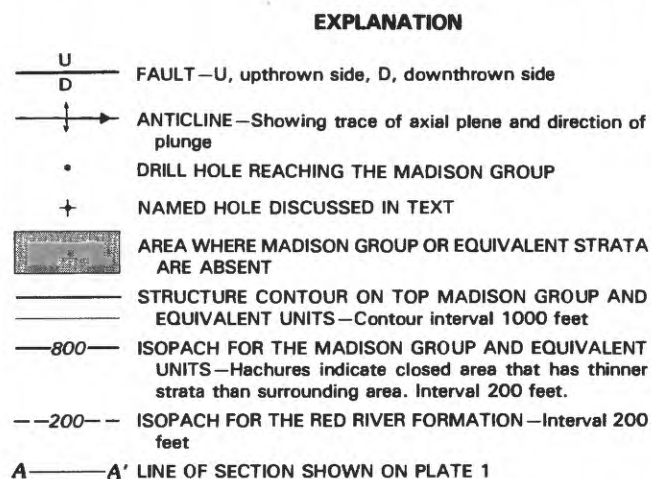 EXPLANATION
U
D
FAULT—U, upthrown side, D, downthrown side
ANTICLINE—Showing trace of axial plene and direction of
plunge
DRILL HOLE REACHING THE MADISON GROUP
NAMED HOLE DISCUSSED IN TEXT
AREA WHERE MADISON GROUP OR EQUIVALENT STRATA
ARE ABSENT
STRUCTURE CONTOUR ON TOP MADISON GROUP AND
EQUIVALENT UNITS—Contour interval 1000 feet
800 ISOPACH FOR THE MADISON GROUP AND EQUIVALENT
UNITS—Hachures indicate closed area that has thinner
strata than surrounding area. Interval 200 feet.
200 ISOPACH FOR THE RED RIVER FORMATION—Interval 200
feet
A A' LINE OF SECTION SHOWN ON PLATE 1